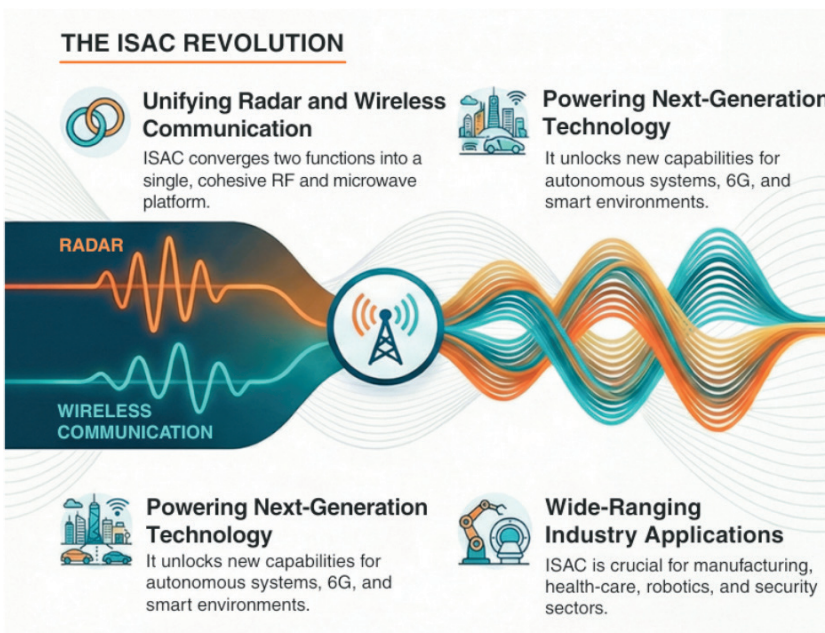 THE ISAC REVOLUTION
Unifying Radar and Wireless
Communication
ISAC converges two functions into a
single, cohesive RF and microwave
platform.
Powering Next-Generation
Technology
It unlocks new capabilities for
autonomous systems, 6G, and
smart environments.
RADAR
WIRELESS
COMMUNICATION
Powering Next-Generation
Technology
It unlocks new capabilities for
autonomous systems, 6G, and
smart environments.
Wide-Ranging
Industry Applications
ISAC is crucial for manufacturing,
health-care, robotics, and security
sectors.